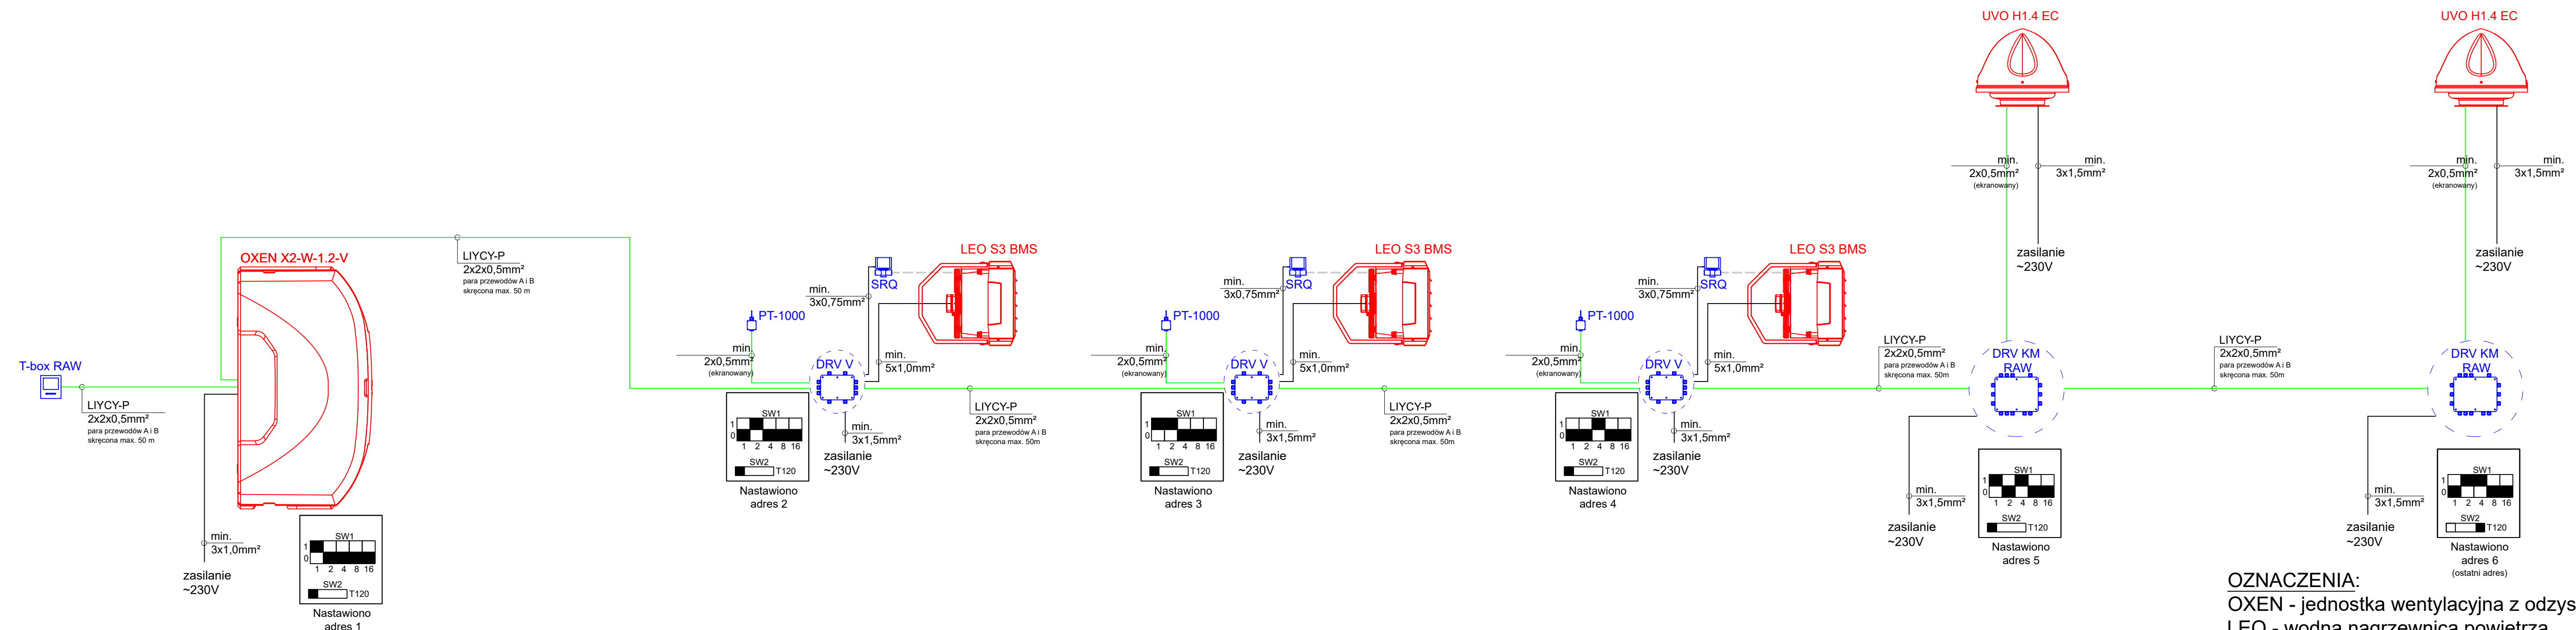 UVO H1.4 EC
UVO H1.4 EC
min.
2x0,5mm²
(ekranowany)
min.
3x1,5mm²
min.
2x0,5mm²
(ekranowany)
min.
3x1,5mm²
zasilanie
~230V
zasilanie
~230V
T-box RAW
LIYCY-P
2x2x0,5mm²
para przewodów A i B
skręcona max. 50 m
OXEN X2-W-1.2-V
min.
3x1,0mm²
zasilanie
~230V
SW1
1
0
1 2 4 8 16
SW2
T120
Nastawiono
adres 1
LIYCY-P
2x2x0,5mm²
para przewodów A i B
skręcona max. 50 m
LEO S3 BMS
SRQ
min.
3x0,75mm²
PT-1000
min.
2x0,5mm²
(ekranowany)
DRV V
min.
5x1,0mm²
min.
3x1,5mm²
zasilanie
~230V
SW1
1
0
1 2 4 8 16
SW2
T120
Nastawiono
adres 2
LIYCY-P
2x2x0,5mm²
para przewodów A i B
skręcona max. 50m
LEO S3 BMS
SRQ
min.
3x0,75mm²
PT-1000
min.
2x0,5mm²
(ekranowany)
DRV V
min.
5x1,0mm²
min.
3x1,5mm²
zasilanie
~230V
SW1
1
0
1 2 4 8 16
SW2
T120
Nastawiono
adres 3
LIYCY-P
2x2x0,5mm²
para przewodów A i B
skręcona max. 50m
LEO S3 BMS
SRQ
min.
3x0,75mm²
PT-1000
min.
2x0,5mm²
(ekranowany)
DRV V
min.
5x1,0mm²
min.
3x1,5mm²
zasilanie
~230V
SW1
1
0
1 2 4 8 16
SW2
T120
Nastawiono
adres 4
LIYCY-P
2x2x0,5mm²
para przewodów A i B
skręcona max. 50m
DRV KM
RAW
min.
3x1,5mm²
zasilanie
~230V
SW1
1
0
1 2 4 8 16
SW2
T120
Nastawiono
adres 5
LIYCY-P
2x2x0,5mm²
para przewodów A i B
skręcona max. 50m
DRV KM
RAW
min.
3x1,5mm²
zasilanie
~230V
SW1
1
0
1 2 4 8 16
SW2
T120
Nastawiono
adres 6
(ostatni adres)
OZNACZENIA:
OXEN - jednostka wentylacyjna z odzys
LEO - wodna nagrzewnica powietrza